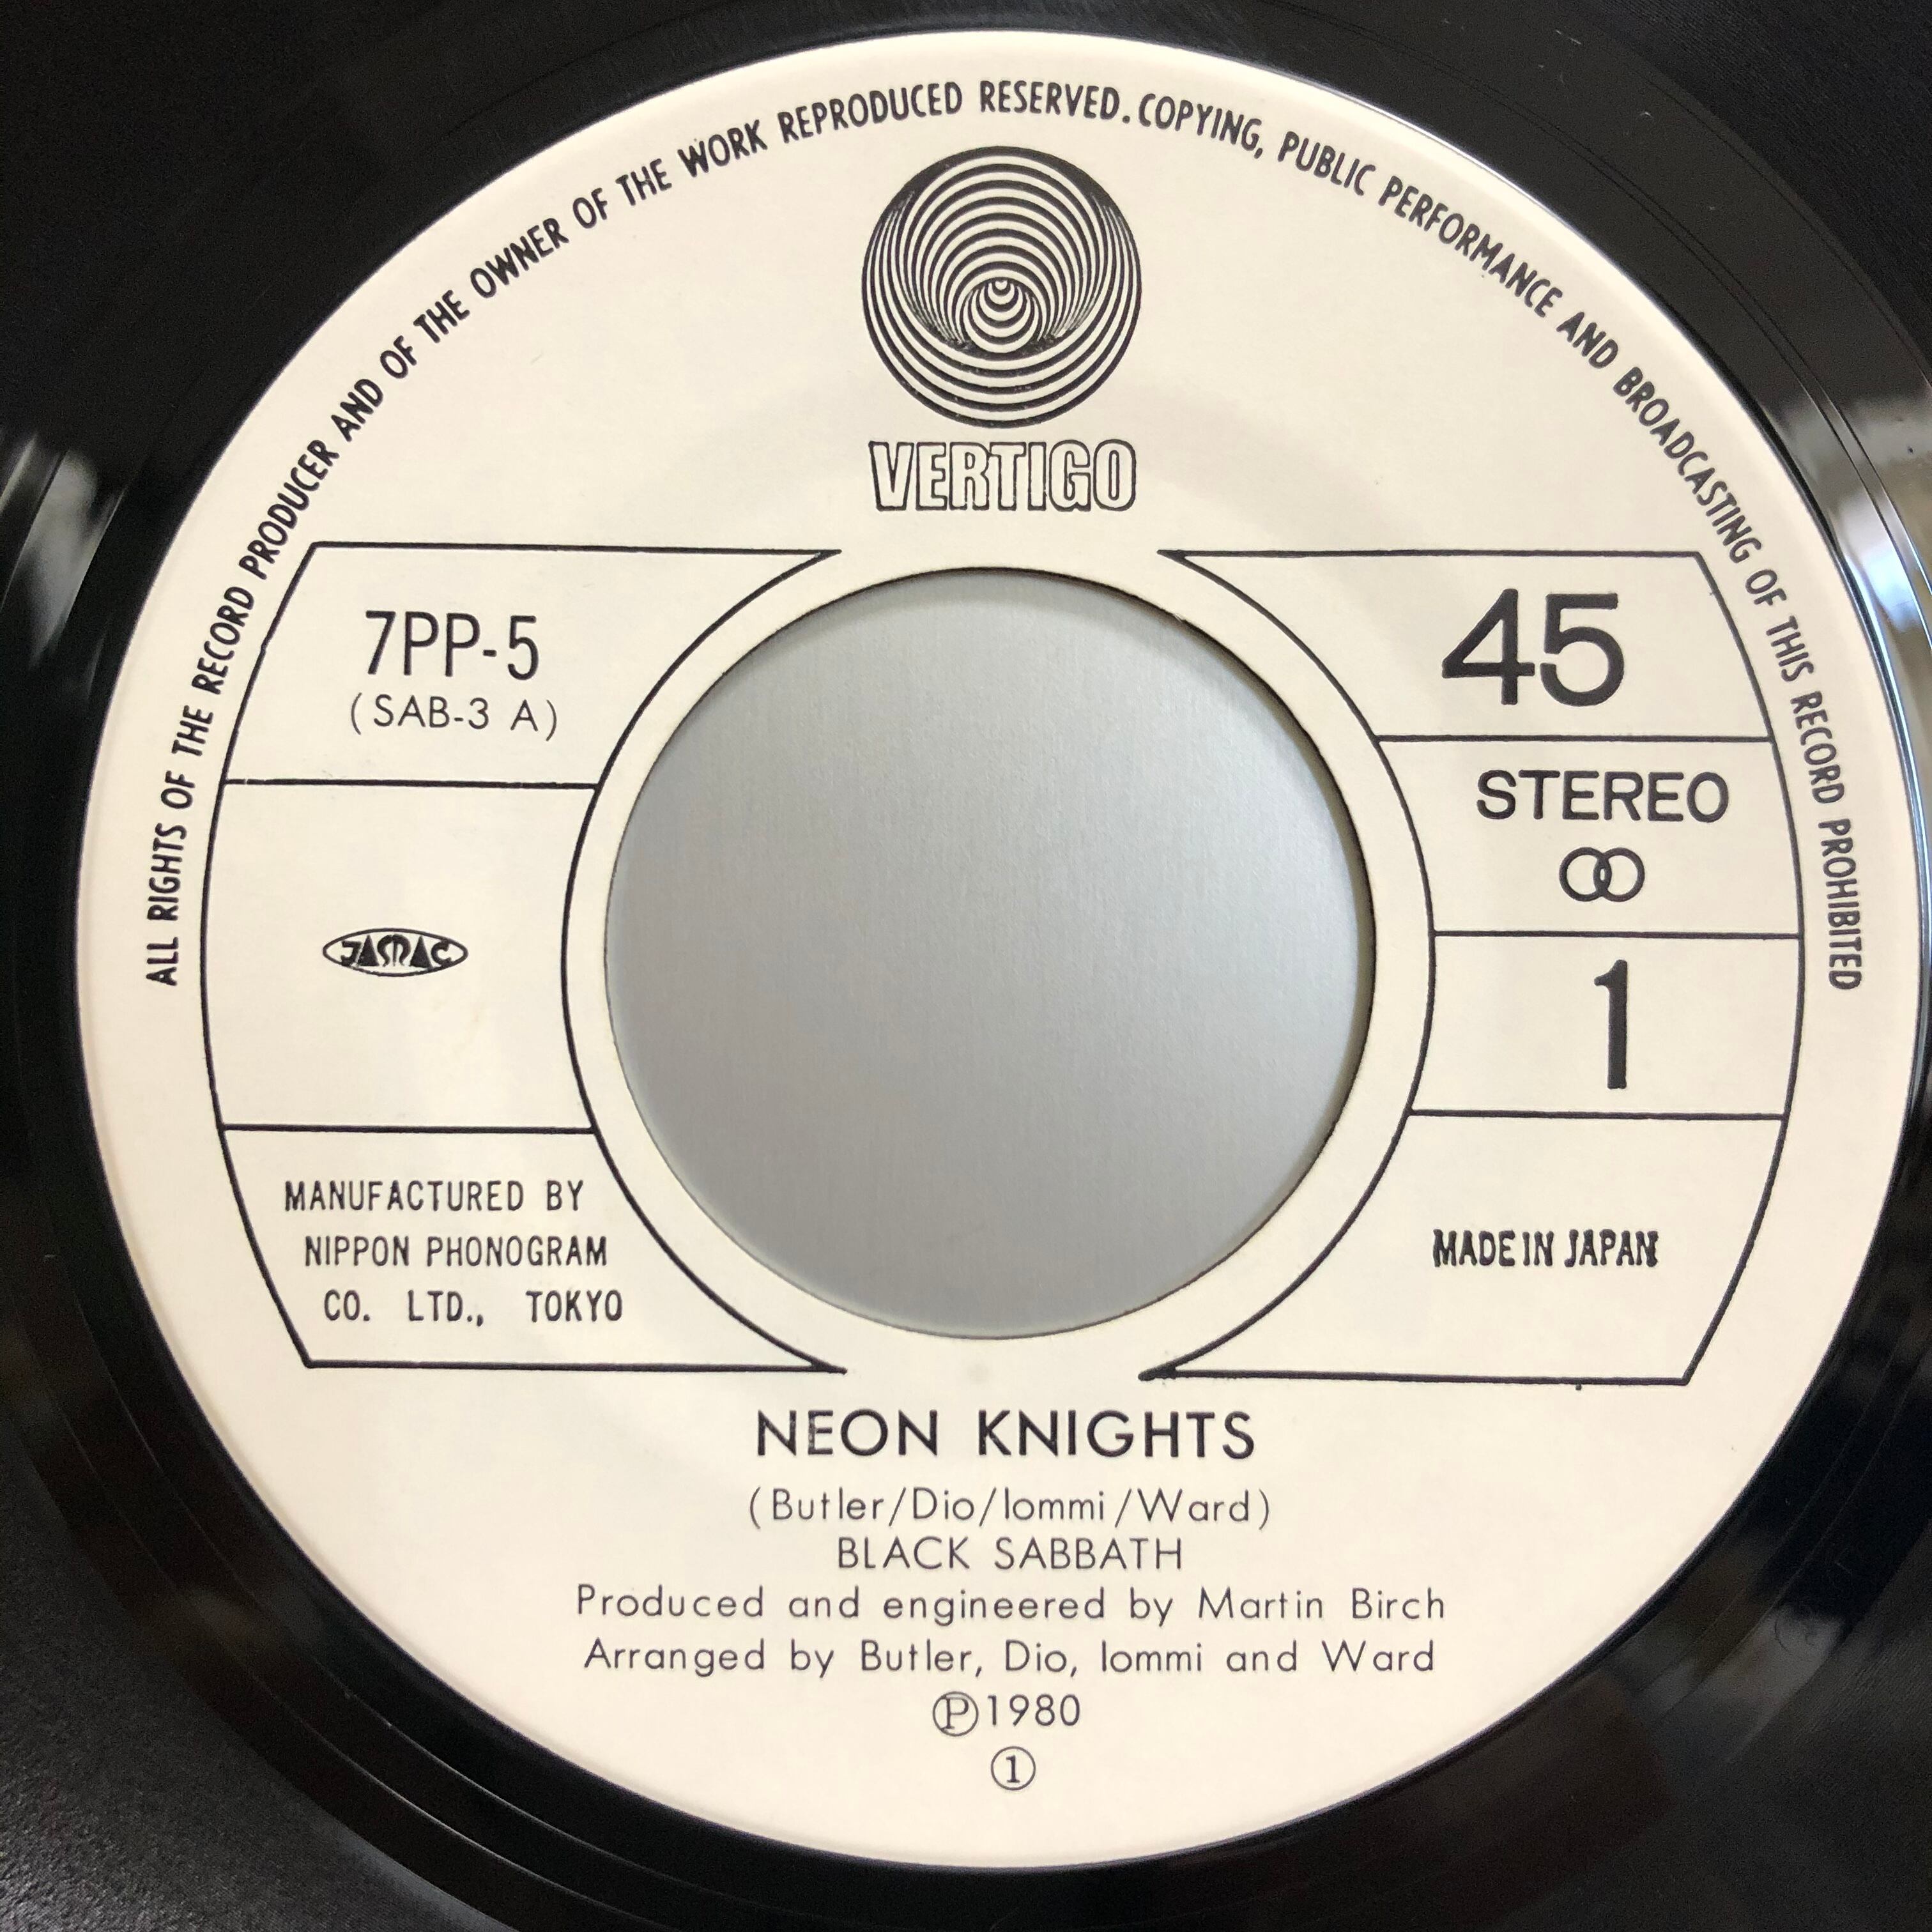 ALL RIGHTS OF THE RECORD PRODUCER AND OF THE OWNER OF THE WORK REPRODUCED RESERVED. COPYING, PUBLIC PERFORMANCE AND BROADCASTING OF THIS RECORD PROHIBITED
VERTIGO
7PP-5
(SAB-3 A)
JASRAC
MANUFACTURED BY
NIPPON PHONOGRAM
CO. LTD., TOKYO
45
STEREO
1
MADE IN JAPAN
NEON KNIGHTS
(Butler/Dio/Iommi/Ward)
BLACK SABBATH
Produced and engineered by Martin Birch
Arranged by Butler, Dio, Iommi and Ward
Ⓟ1980
①